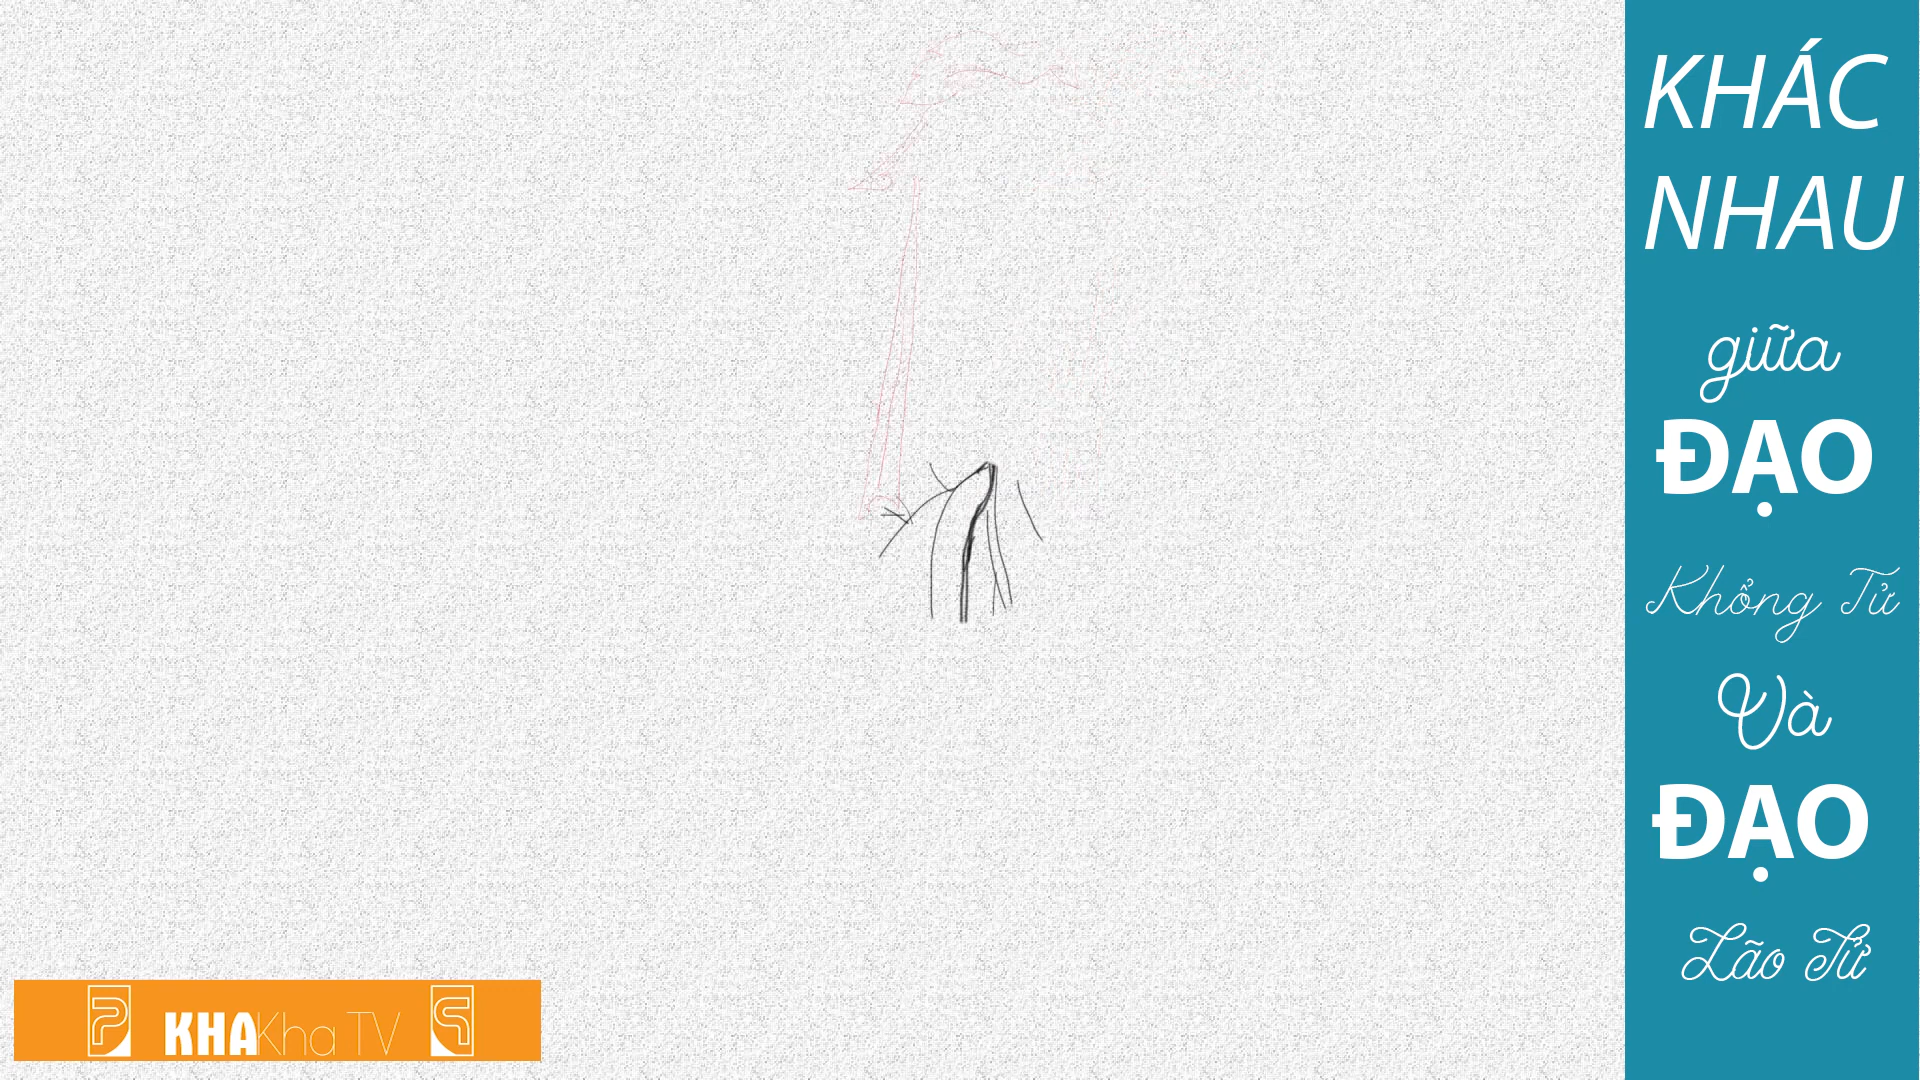 KHÁC
NHAU
giữa
ĐẠO
Khổng Tử
Và
ĐẠO
Lão Tử
KHAKha TV